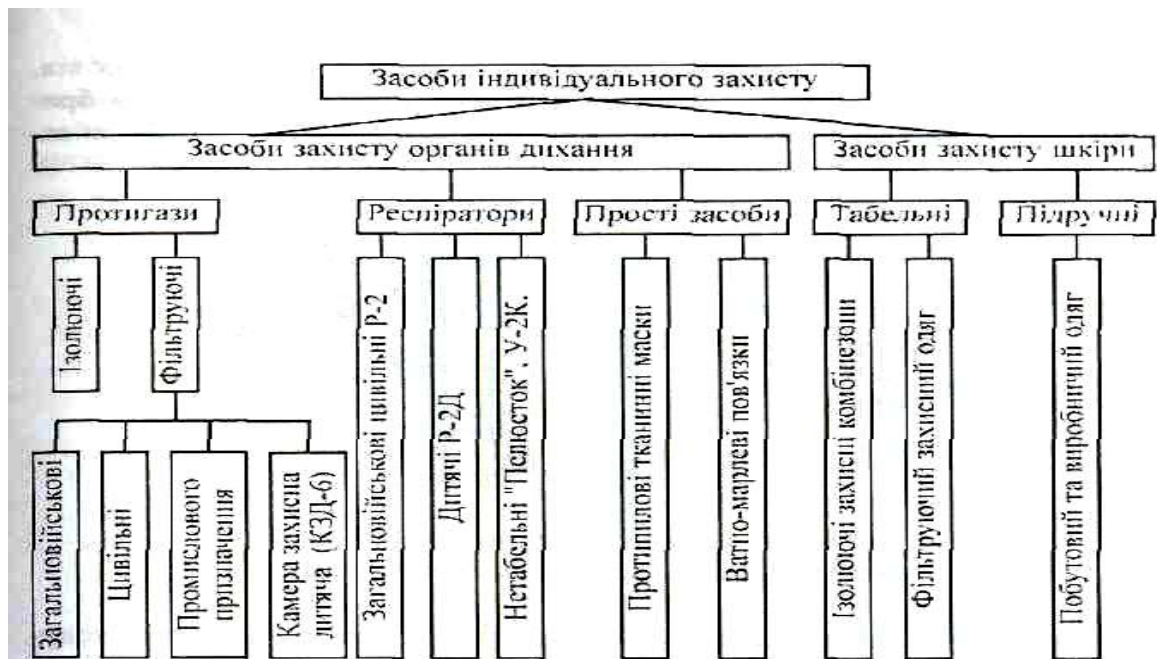 Засоби індивідуального захисту
Засоби захисту органів дихання
Засоби захисту шкіри
Протигази
Респіратори
Прості засоби
Табельні
Підручні
Ізолюючі
Фільтруючі
Загальновійськові
Цивільні
Промислового
призначення
Камера захисна
дитяча (КЗД-6)
Загальновійськові цивільні Р-2
Дитячі Р-2Д
Нетабельні "Пелюсток", У-2К.
Протипилові тканинні маски
Ватно-марлеві пов'язки
Ізолюючі захисні комбінезони
Фільтруючий захисний одяг
Побутовий та виробничий одяг